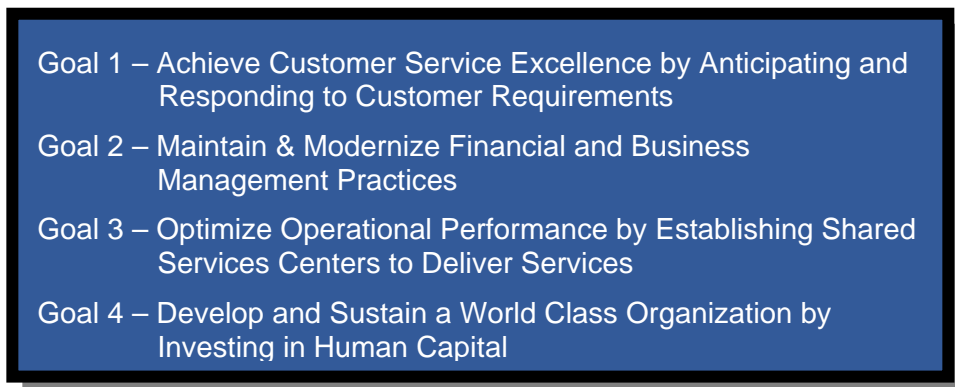 Goal 1 – Achieve Customer Service Excellence by Anticipating and
Responding to Customer Requirements
Goal 2 – Maintain & Modernize Financial and Business
Management Practices
Goal 3 – Optimize Operational Performance by Establishing Shared
Services Centers to Deliver Services
Goal 4 – Develop and Sustain a World Class Organization by
Investing in Human Capital